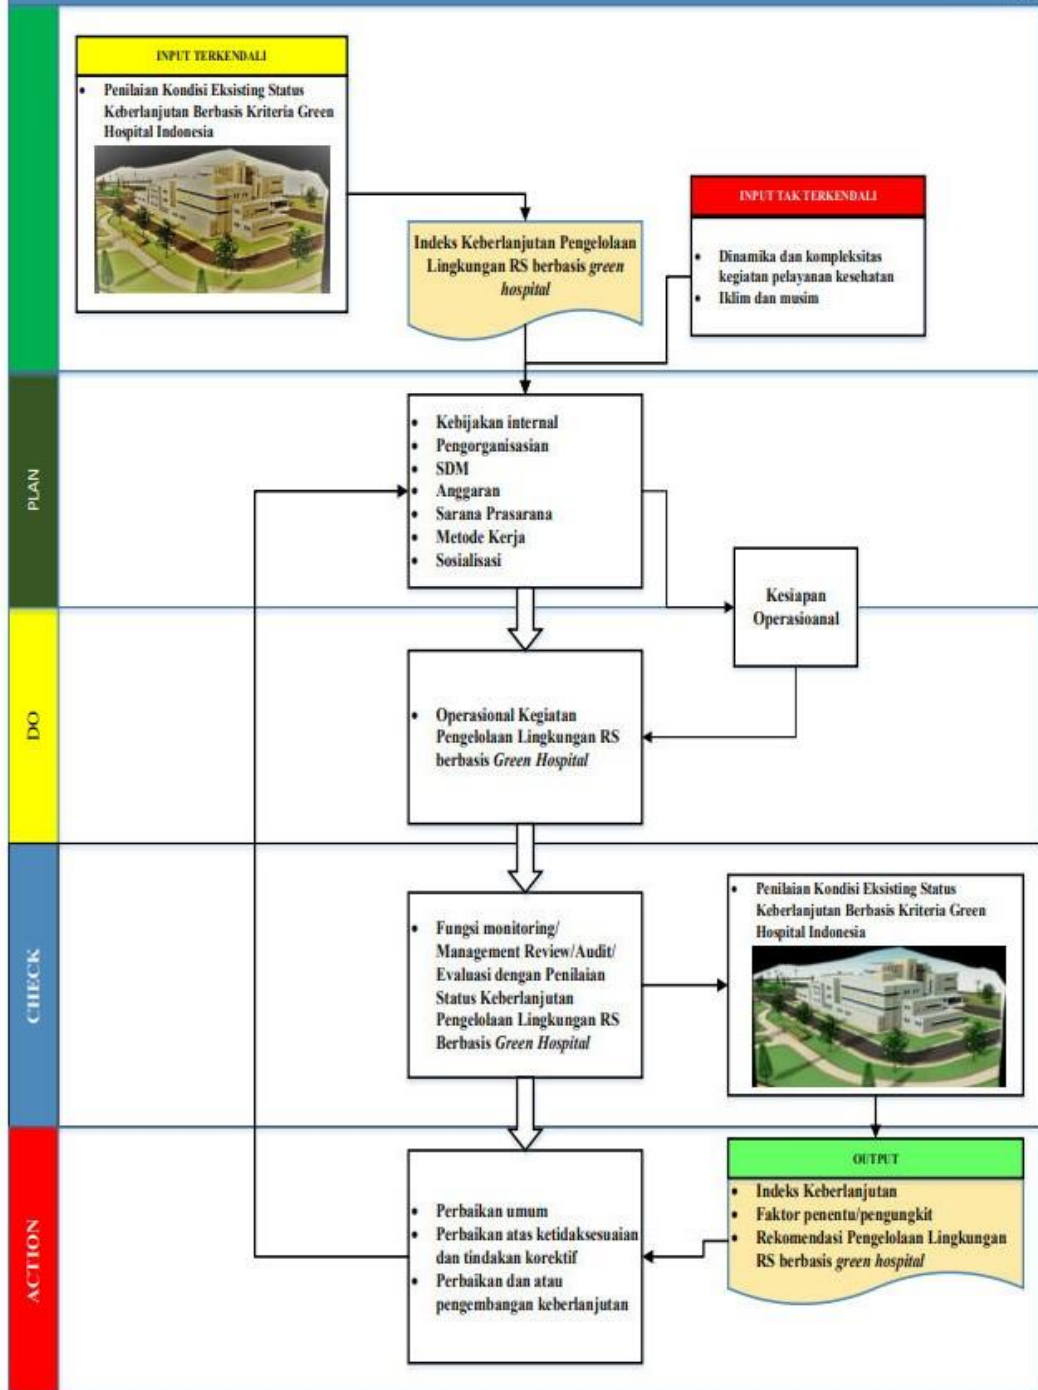 INPUT TERKENDALI
• Penilaian Kondisi Eksisting Status
Keberlanjutan Berbasis Kriteria Green
Hospital Indonesia
INPUT TAK TERKENDALI
• Dinamika dan kompleksitas
kegiatan pelayanan kesehatan
• Iklim dan musim
Indeks Keberlanjutan Pengelolaan
Lingkungan RS berbasis green
hospital
PLAN
• Kebijakan internal
• Pengorganisasian
• SDM
• Anggaran
• Sarana Prasarana
• Metode Kerja
• Sosialisasi
Kesiapan
Operasioanal
DO
• Operasional Kegiatan
Pengelolaan Lingkungan RS
berbasis Green Hospital
CHECK
• Fungsi monitoring/
Management Review/Audit/
Evaluasi dengan Penilaian
Status Keberlanjutan
Pengelolaan Lingkungan RS
Berbasis Green Hospital
• Penilaian Kondisi Eksisting Status
Keberlanjutan Berbasis Kriteria Green
Hospital Indonesia
ACTION
• Perbaikan umum
• Perbaikan atas ketidaksesuaian
dan tindakan korektif
• Perbaikan dan atau
pengembangan keberlanjutan
OUTPUT
• Indeks Keberlanjutan
• Faktor penentu/pengungkit
• Rekomendasi Pengelolaan Lingkungan
RS berbasis green hospital